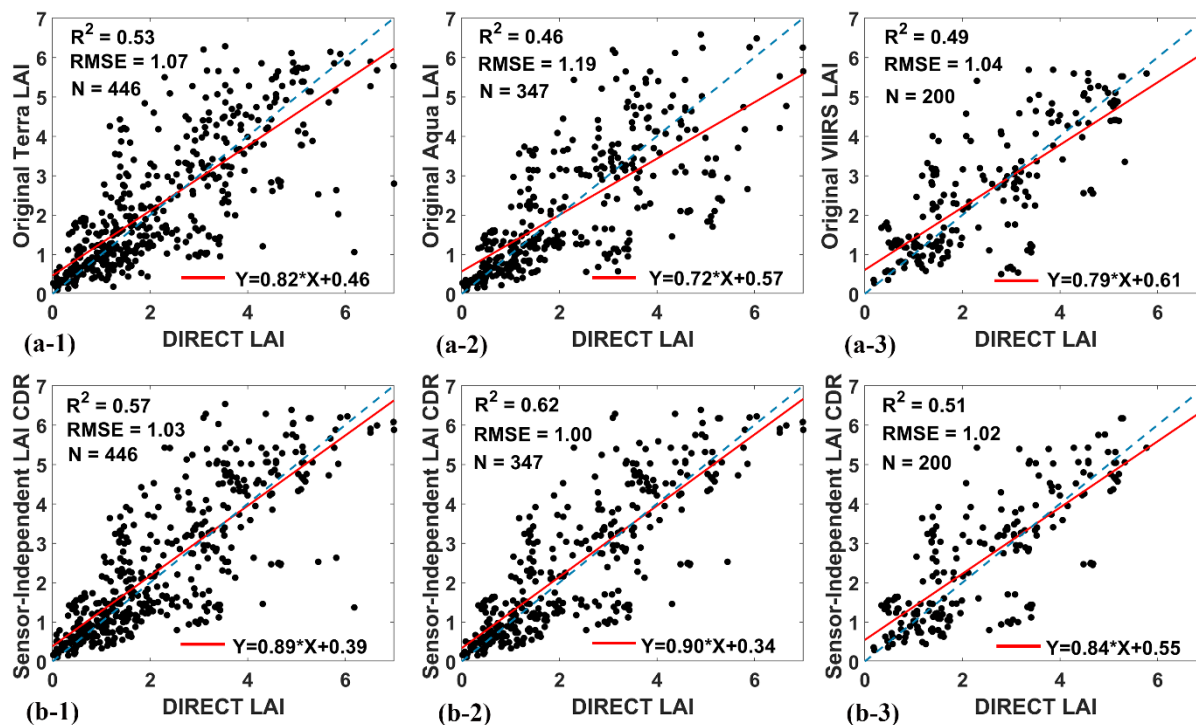 7
6
5
4
3
2
1
0
Original Terra LAI
R² = 0.53
RMSE = 1.07
N = 446
Y=0.82*X+0.46
0 2 4 6
(a-1) DIRECT LAI
7
6
5
4
3
2
1
0
Original Aqua LAI
R² = 0.46
RMSE = 1.19
N = 347
Y=0.72*X+0.57
0 2 4 6
(a-2) DIRECT LAI
7
6
5
4
3
2
1
0
Original VIIRS LAI
R² = 0.49
RMSE = 1.04
N = 200
Y=0.79*X+0.61
0 2 4 6
(a-3) DIRECT LAI
7
6
5
4
3
2
1
0
Sensor-Independent LAI CDR
R² = 0.57
RMSE = 1.03
N = 446
Y=0.89*X+0.39
0 2 4 6
(b-1) DIRECT LAI
7
6
5
4
3
2
1
0
Sensor-Independent LAI CDR
R² = 0.62
RMSE = 1.00
N = 347
Y=0.90*X+0.34
0 2 4 6
(b-2) DIRECT LAI
7
6
5
4
3
2
1
0
Sensor-Independent LAI CDR
R² = 0.51
RMSE = 1.02
N = 200
Y=0.84*X+0.55
0 2 4 6
(b-3) DIRECT LAI